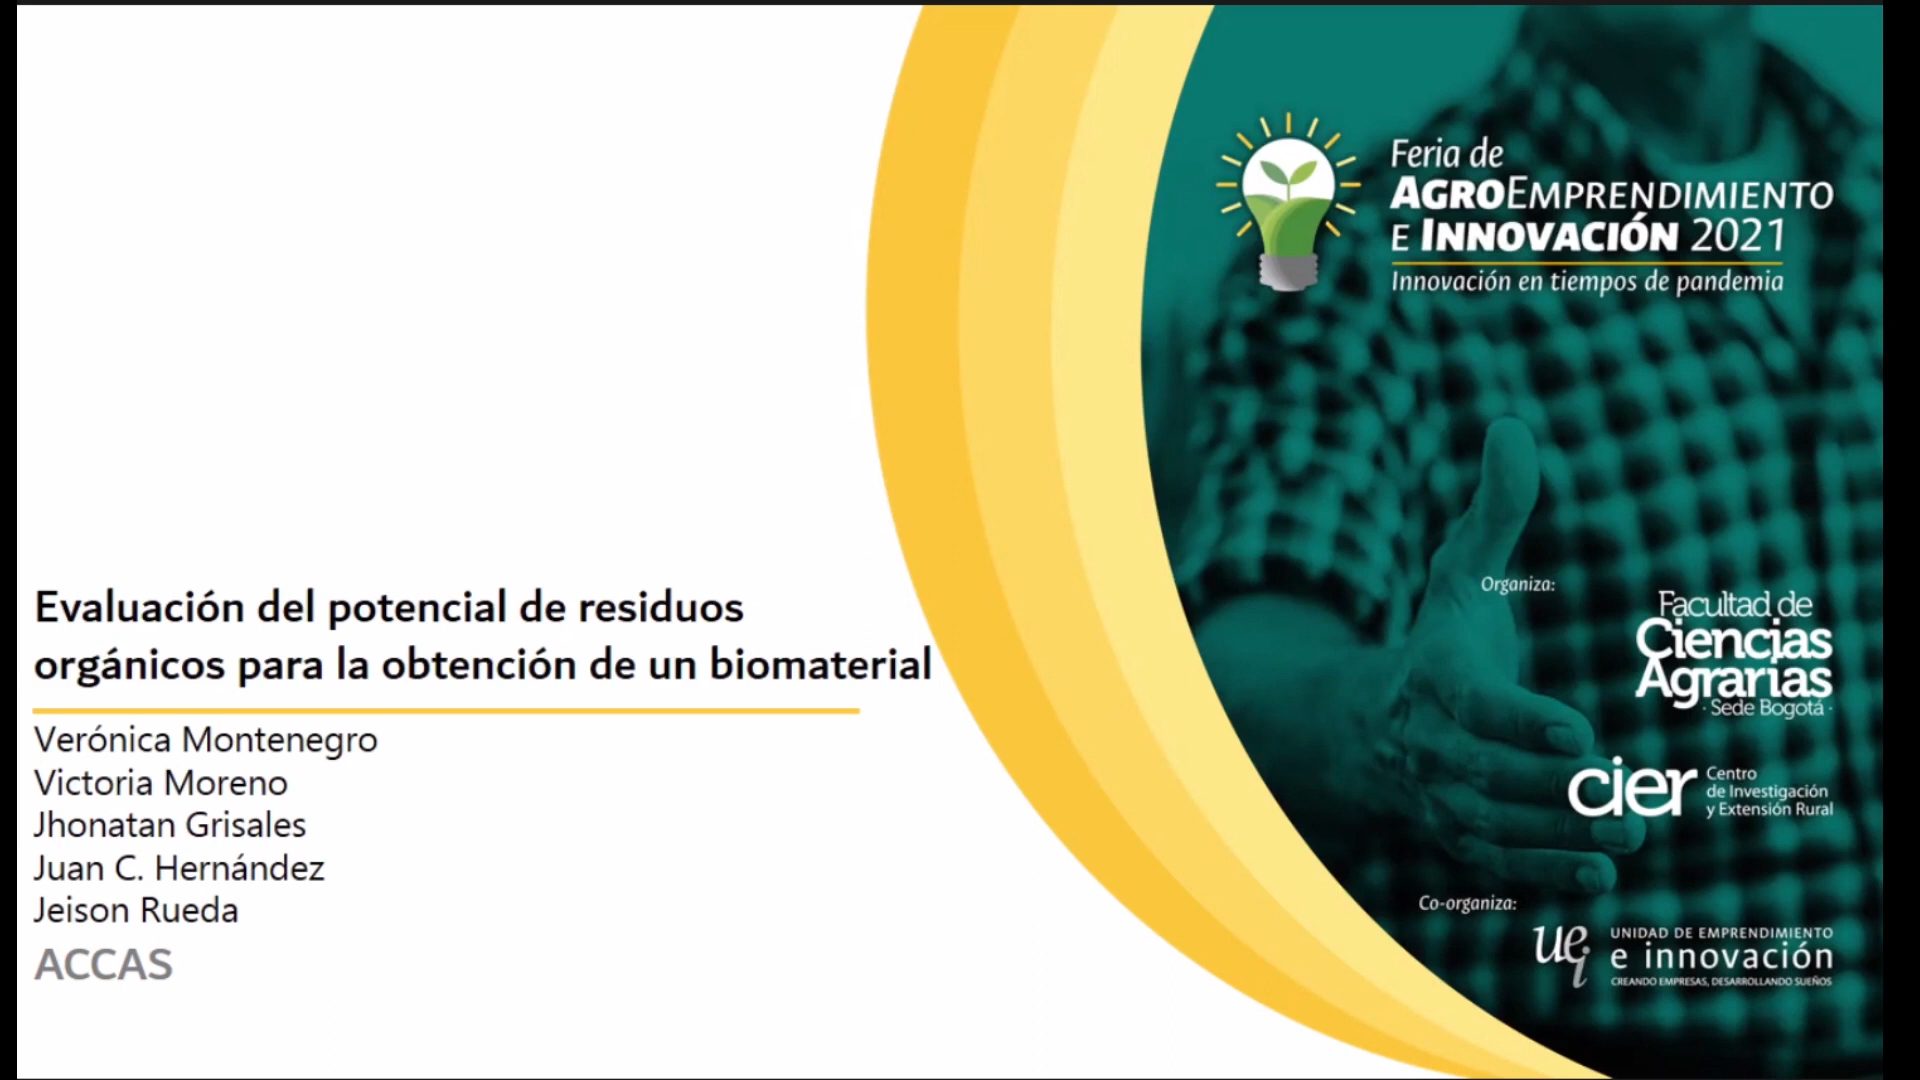 Feria de
AGROEMPRENDIMIENTO
E INNOVACIÓN 2021
Innovación en tiempos de pandemia
Evaluación del potencial de residuos
orgánicos para la obtención de un biomaterial
Verónica Montenegro
Victoria Moreno
Jhonatan Grisales
Juan C. Hernández
Jeison Rueda
ACCAS
Organiza:
Facultad de
Ciencias
Agrarias
· Sede Bogotá ·
cier
Centro
de Investigación
y Extensión Rural
Co-organiza:
uei
UNIDAD DE EMPRENDIMIENTO
e innovación
CREANDO EMPRESAS, DESARROLLANDO SUEÑOS